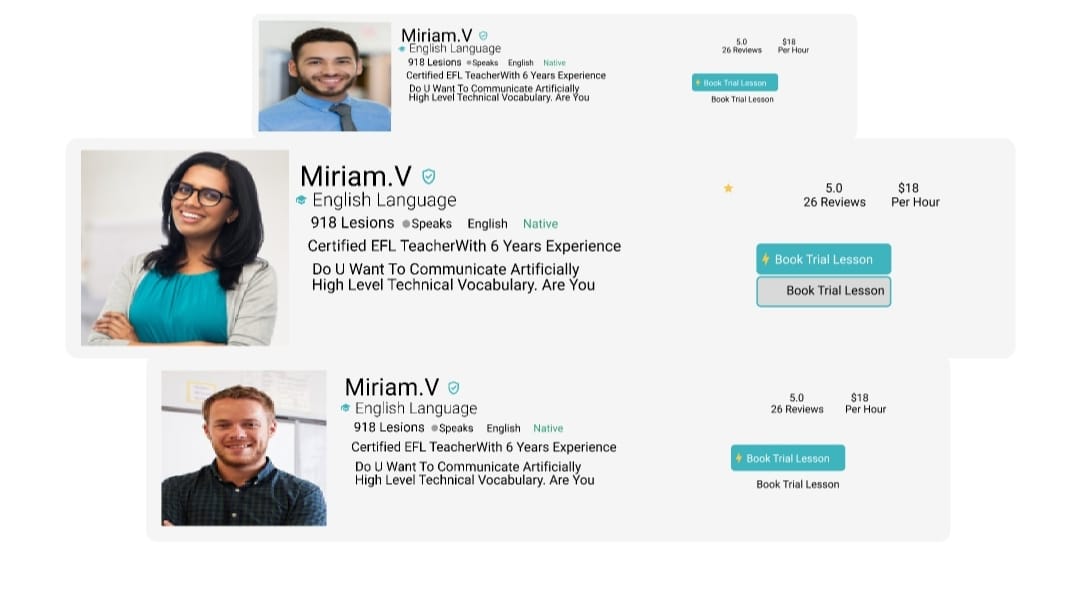 Miriam.V
English Language
918 Lesions Speaks English Native
Certified EFL TeacherWith 6 Years Experience
Do U Want To Communicate Artificially
High Level Technical Vocabulary. Are You
5.0 $18
26 Reviews Per Hour
Book Trial Lesson
Book Trial Lesson
Miriam.V
English Language
918 Lesions Speaks English Native
Certified EFL TeacherWith 6 Years Experience
Do U Want To Communicate Artificially
High Level Technical Vocabulary. Are You
5.0 $18
26 Reviews Per Hour
Book Trial Lesson
Book Trial Lesson
Miriam.V
English Language
918 Lesions Speaks English Native
Certified EFL TeacherWith 6 Years Experience
Do U Want To Communicate Artificially
High Level Technical Vocabulary. Are You
5.0 $18
26 Reviews Per Hour
Book Trial Lesson
Book Trial Lesson